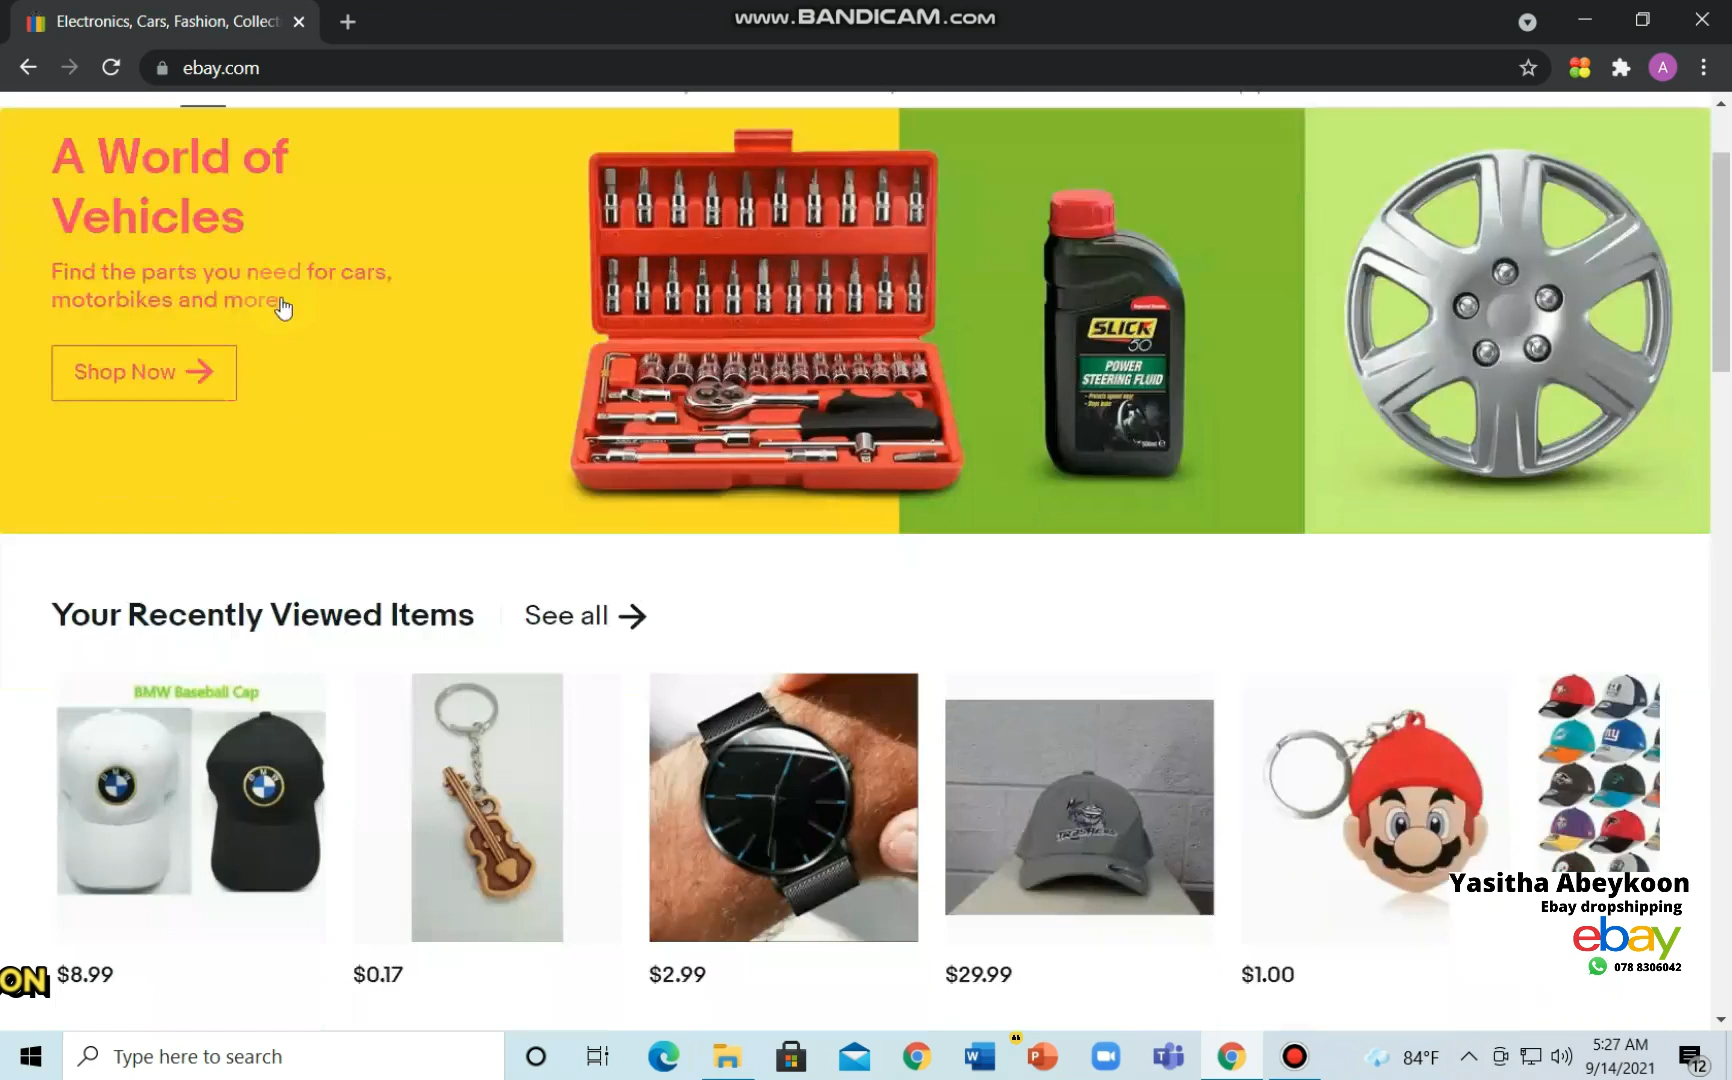 Electronics, Cars, Fashion, Collect
www.BANDICAM.com
ebay.com
A
A World of
Vehicles
Find the parts you need for cars,
motorbikes and more
Shop Now
SLICK
50
POWER
STEERING FLUID
Your Recently Viewed Items
See all
BMW Baseball Cap
BMW
BMW
$8.99
$0.17
$2.99
$29.99
$1.00
Yasitha Abeykoon
Ebay dropshipping
ebay
078 8306042
ON
Type here to search
84°F
5:27 AM
9/14/2021
12